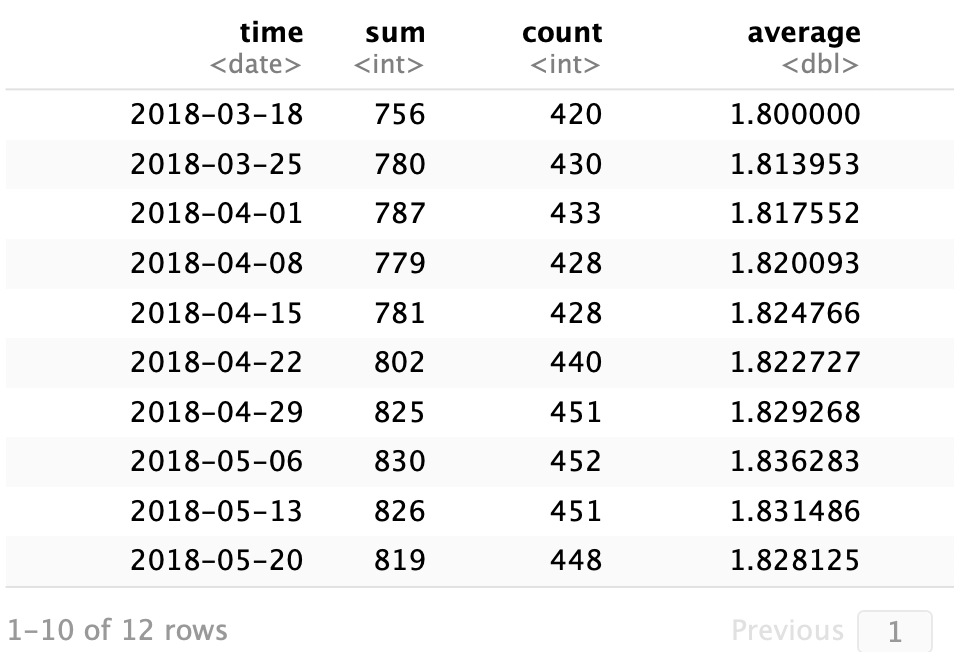 time sum count average
<date> <int> <int> <dbl>
2018-03-18 756 420 1.800000
2018-03-25 780 430 1.813953
2018-04-01 787 433 1.817552
2018-04-08 779 428 1.820093
2018-04-15 781 428 1.824766
2018-04-22 802 440 1.822727
2018-04-29 825 451 1.829268
2018-05-06 830 452 1.836283
2018-05-13 826 451 1.831486
2018-05-20 819 448 1.828125
1-10 of 12 rows Previous 1